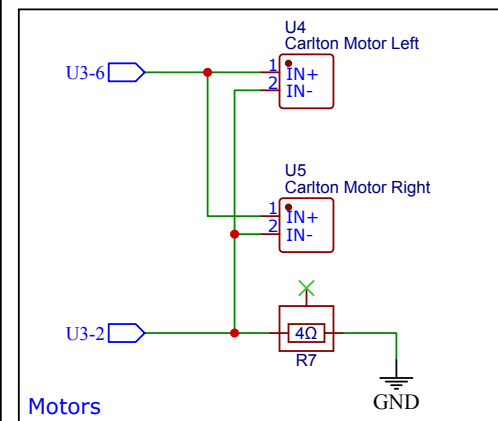 U4
Carlton Motor Left
U3-6
1
IN+
2
IN-
U5
Carlton Motor Right
1
IN+
2
IN-
U3-2
4Ω
R7
GND
Motors